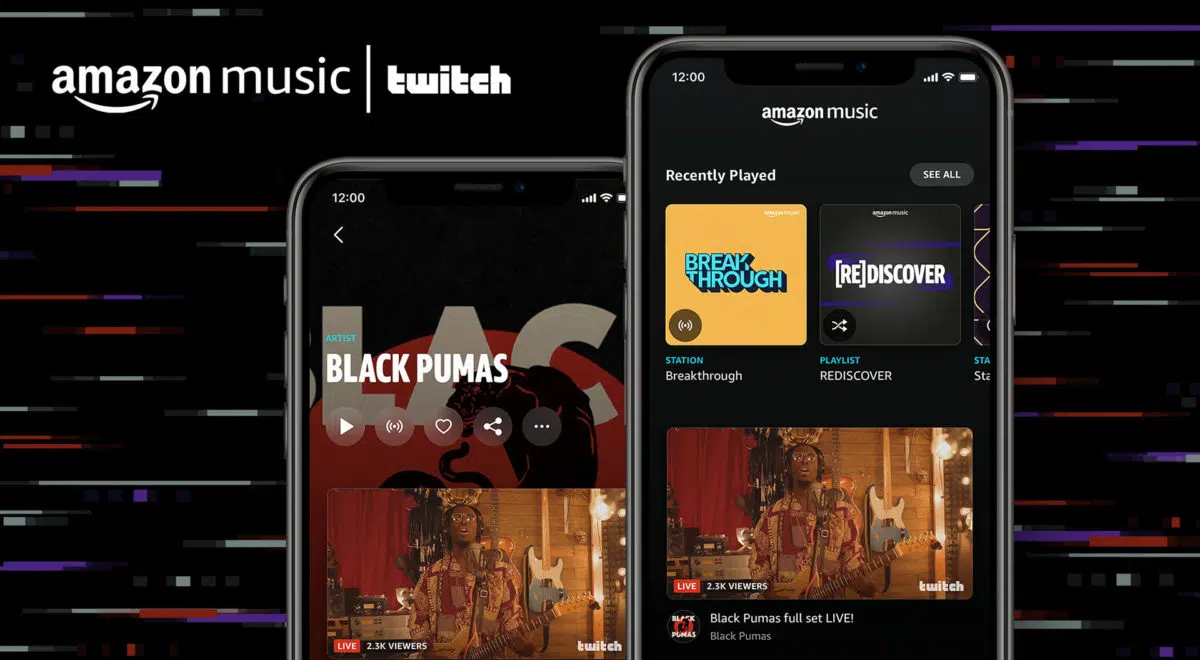 amazon music | twitch
12:00
ARTIST
BLACK PUMAS
LIVE 2.3K VIEWERS
twitch
12:00
amazon music
Recently Played
SEE ALL
amazon music
BREAK
THROUGH
amazon music
[RE]DISCOVER
STATION
Breakthrough
PLAYLIST
REDISCOVER
STA
Sta
LIVE 2.3K VIEWERS
twitch
BLACK
PUMAS
Black Pumas full set LIVE!
Black Pumas